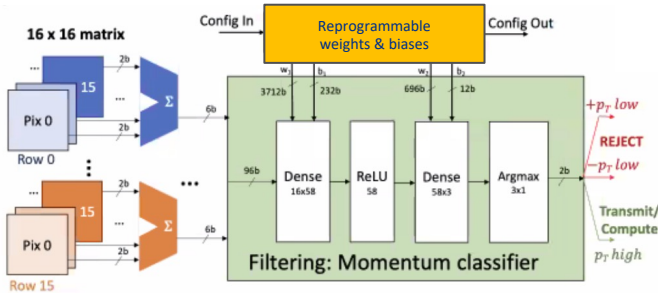 Config In
Reprogrammable
weights & biases
Config Out
16 x 16 matrix
w₁
b₁
w₂
b₂
3712b
232b
696b
12b
...
2b
15
Pix 0
...
2b
Σ
6b
Row 0
...
2b
15
Pix 0
...
2b
Σ
...
6b
Row 15
96b
Dense
16x58
ReLU
58
Dense
58x3
Argmax
3x1
2b
Filtering: Momentum classifier
+pT low
REJECT
−pT low
Transmit/
Compute
pT high